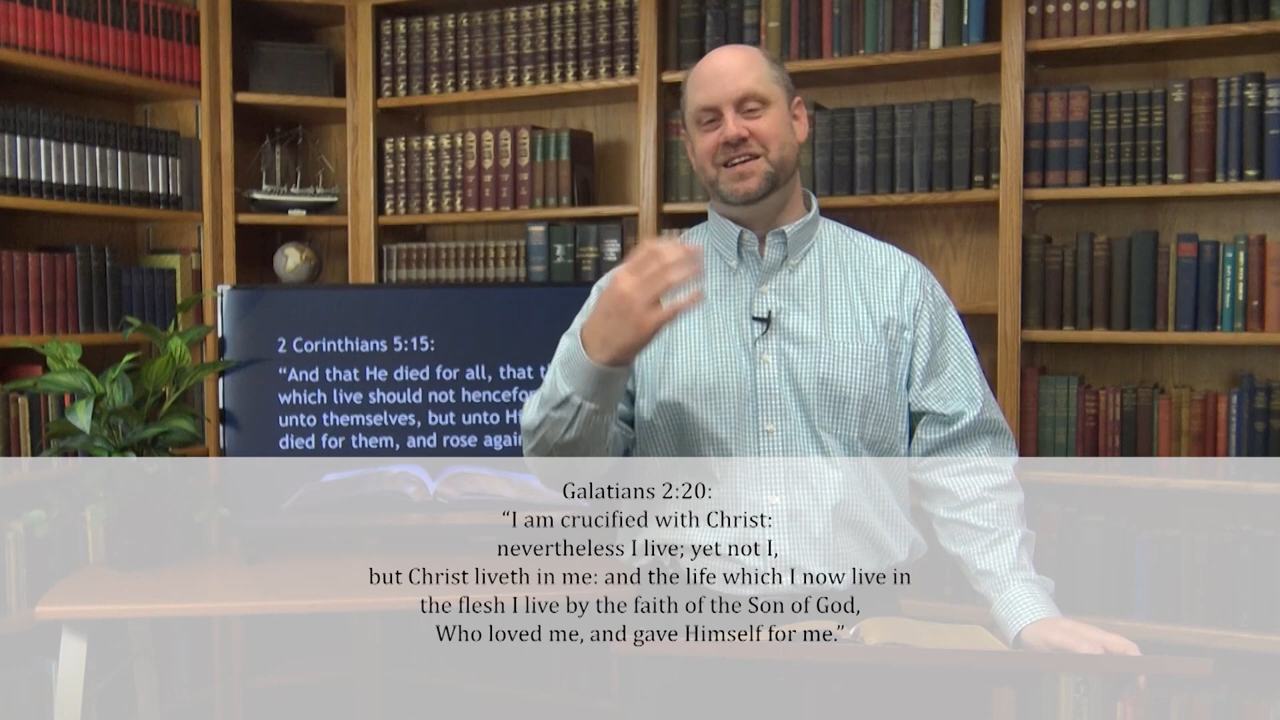 2 Corinthians 5:15:
“And that He died for all, that
which live should not
unto themselves, but unto
died for them, and rose
Galatians 2:20:
“I am crucified with Christ:
nevertheless I live; yet not I,
but Christ liveth in me: and the life which I now live in
the flesh I live by the faith of the Son of God,
Who loved me, and gave Himself for me.”